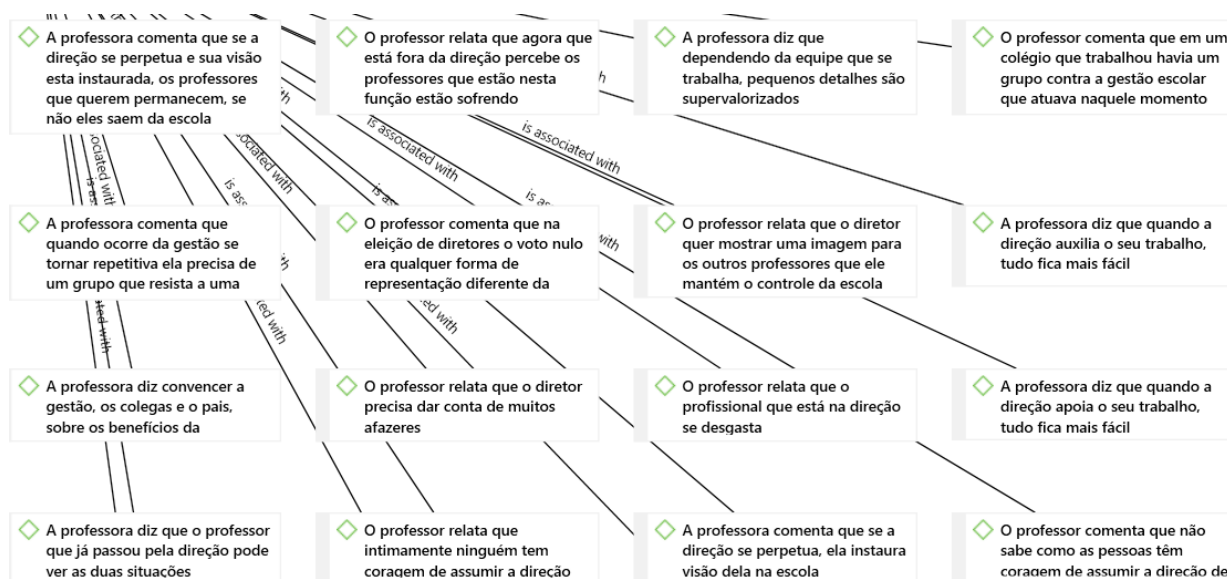 A professora comenta que se a
direção se perpetua e sua visão
esta instaurada, os professores
que querem permanecem, se
não eles saem da escola
O professor relata que agora que
está fora da direção percebe os
professores que estão nesta
função estão sofrendo
A professora diz que
dependendo da equipe que se
trabalha, pequenos detalhes são
supervalorizados
O professor comenta que em um
colégio que trabalhou havia um
grupo contra a gestão escolar
que atuava naquele momento
is associated with
is associated with
A professora comenta que
quando ocorre da gestão se
tornar repetitiva ela precisa de
um grupo que resista a uma
O professor comenta que na
eleição de diretores o voto nulo
era qualquer forma de
representação diferente da
O professor relata que o diretor
quer mostrar uma imagem para
os outros professores que ele
mantém o controle da escola
A professora diz que quando a
direção auxilia o seu trabalho,
tudo fica mais fácil
A professora diz convencer a
gestão, os colegas e o pais,
sobre os benefícios da
O professor relata que o diretor
precisa dar conta de muitos
afazeres
O professor relata que o
profissional que está na direção
se desgasta
A professora diz que quando a
direção apoia o seu trabalho,
tudo fica mais fácil
A professora diz que o professor
que já passou pela direção pode
ver as duas situações
O professor relata que
intimamente ninguém tem
coragem de assumir a direção
A professora comenta que se a
direção se perpetua, ela instaura
visão dela na escola
O professor comenta que não
sabe como as pessoas têm
coragem de assumir a direção de